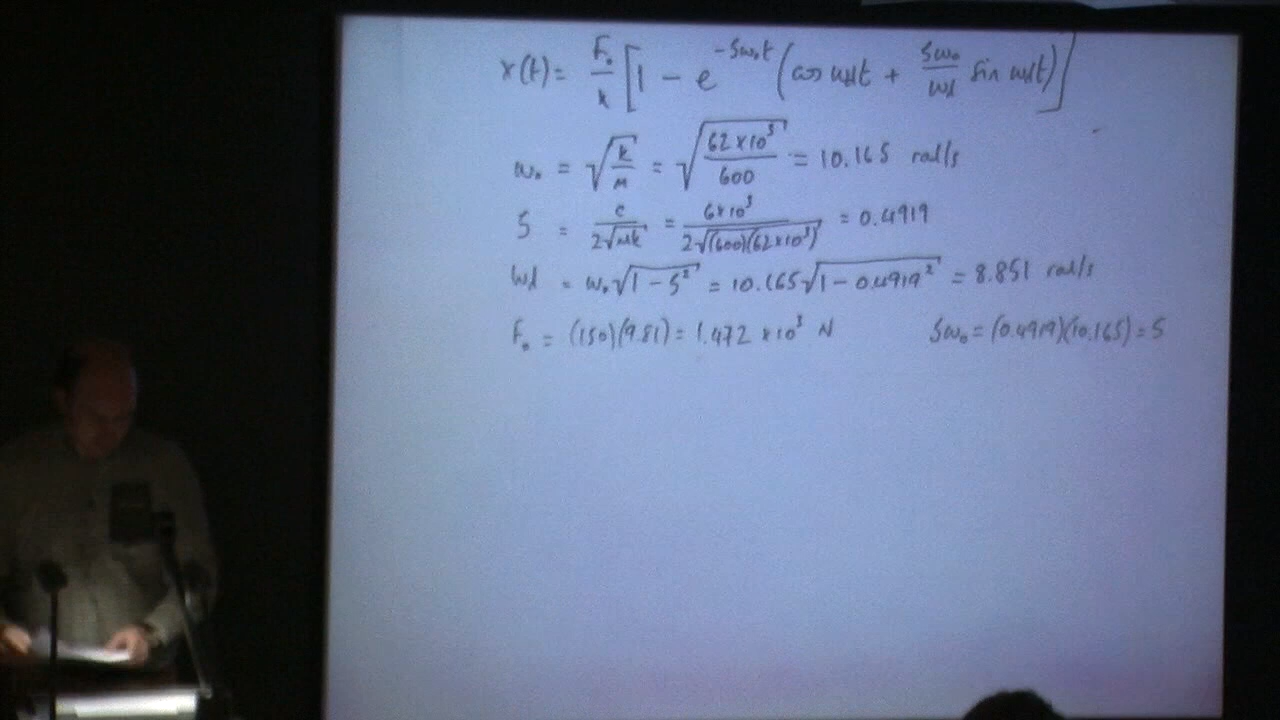 x(t) = F₀/k [1 − e^(−ζω₀t) (cos ωdt + ζω₀/ωd sin ωdt)]
ω₀ = √(k/M) = √(62×10³/600) = 10.165 rad/s
ζ = c/(2√(Mk)) = 6×10³/(2√((600)(62×10³))) = 0.4919
ωd = ω₀√(1−ζ²) = 10.165√(1−0.4919²) = 8.851 rad/s
F₀ = (150)(9.81) = 1.472 ×10³ N ζω₀ = (0.4919)(10.165) = 5